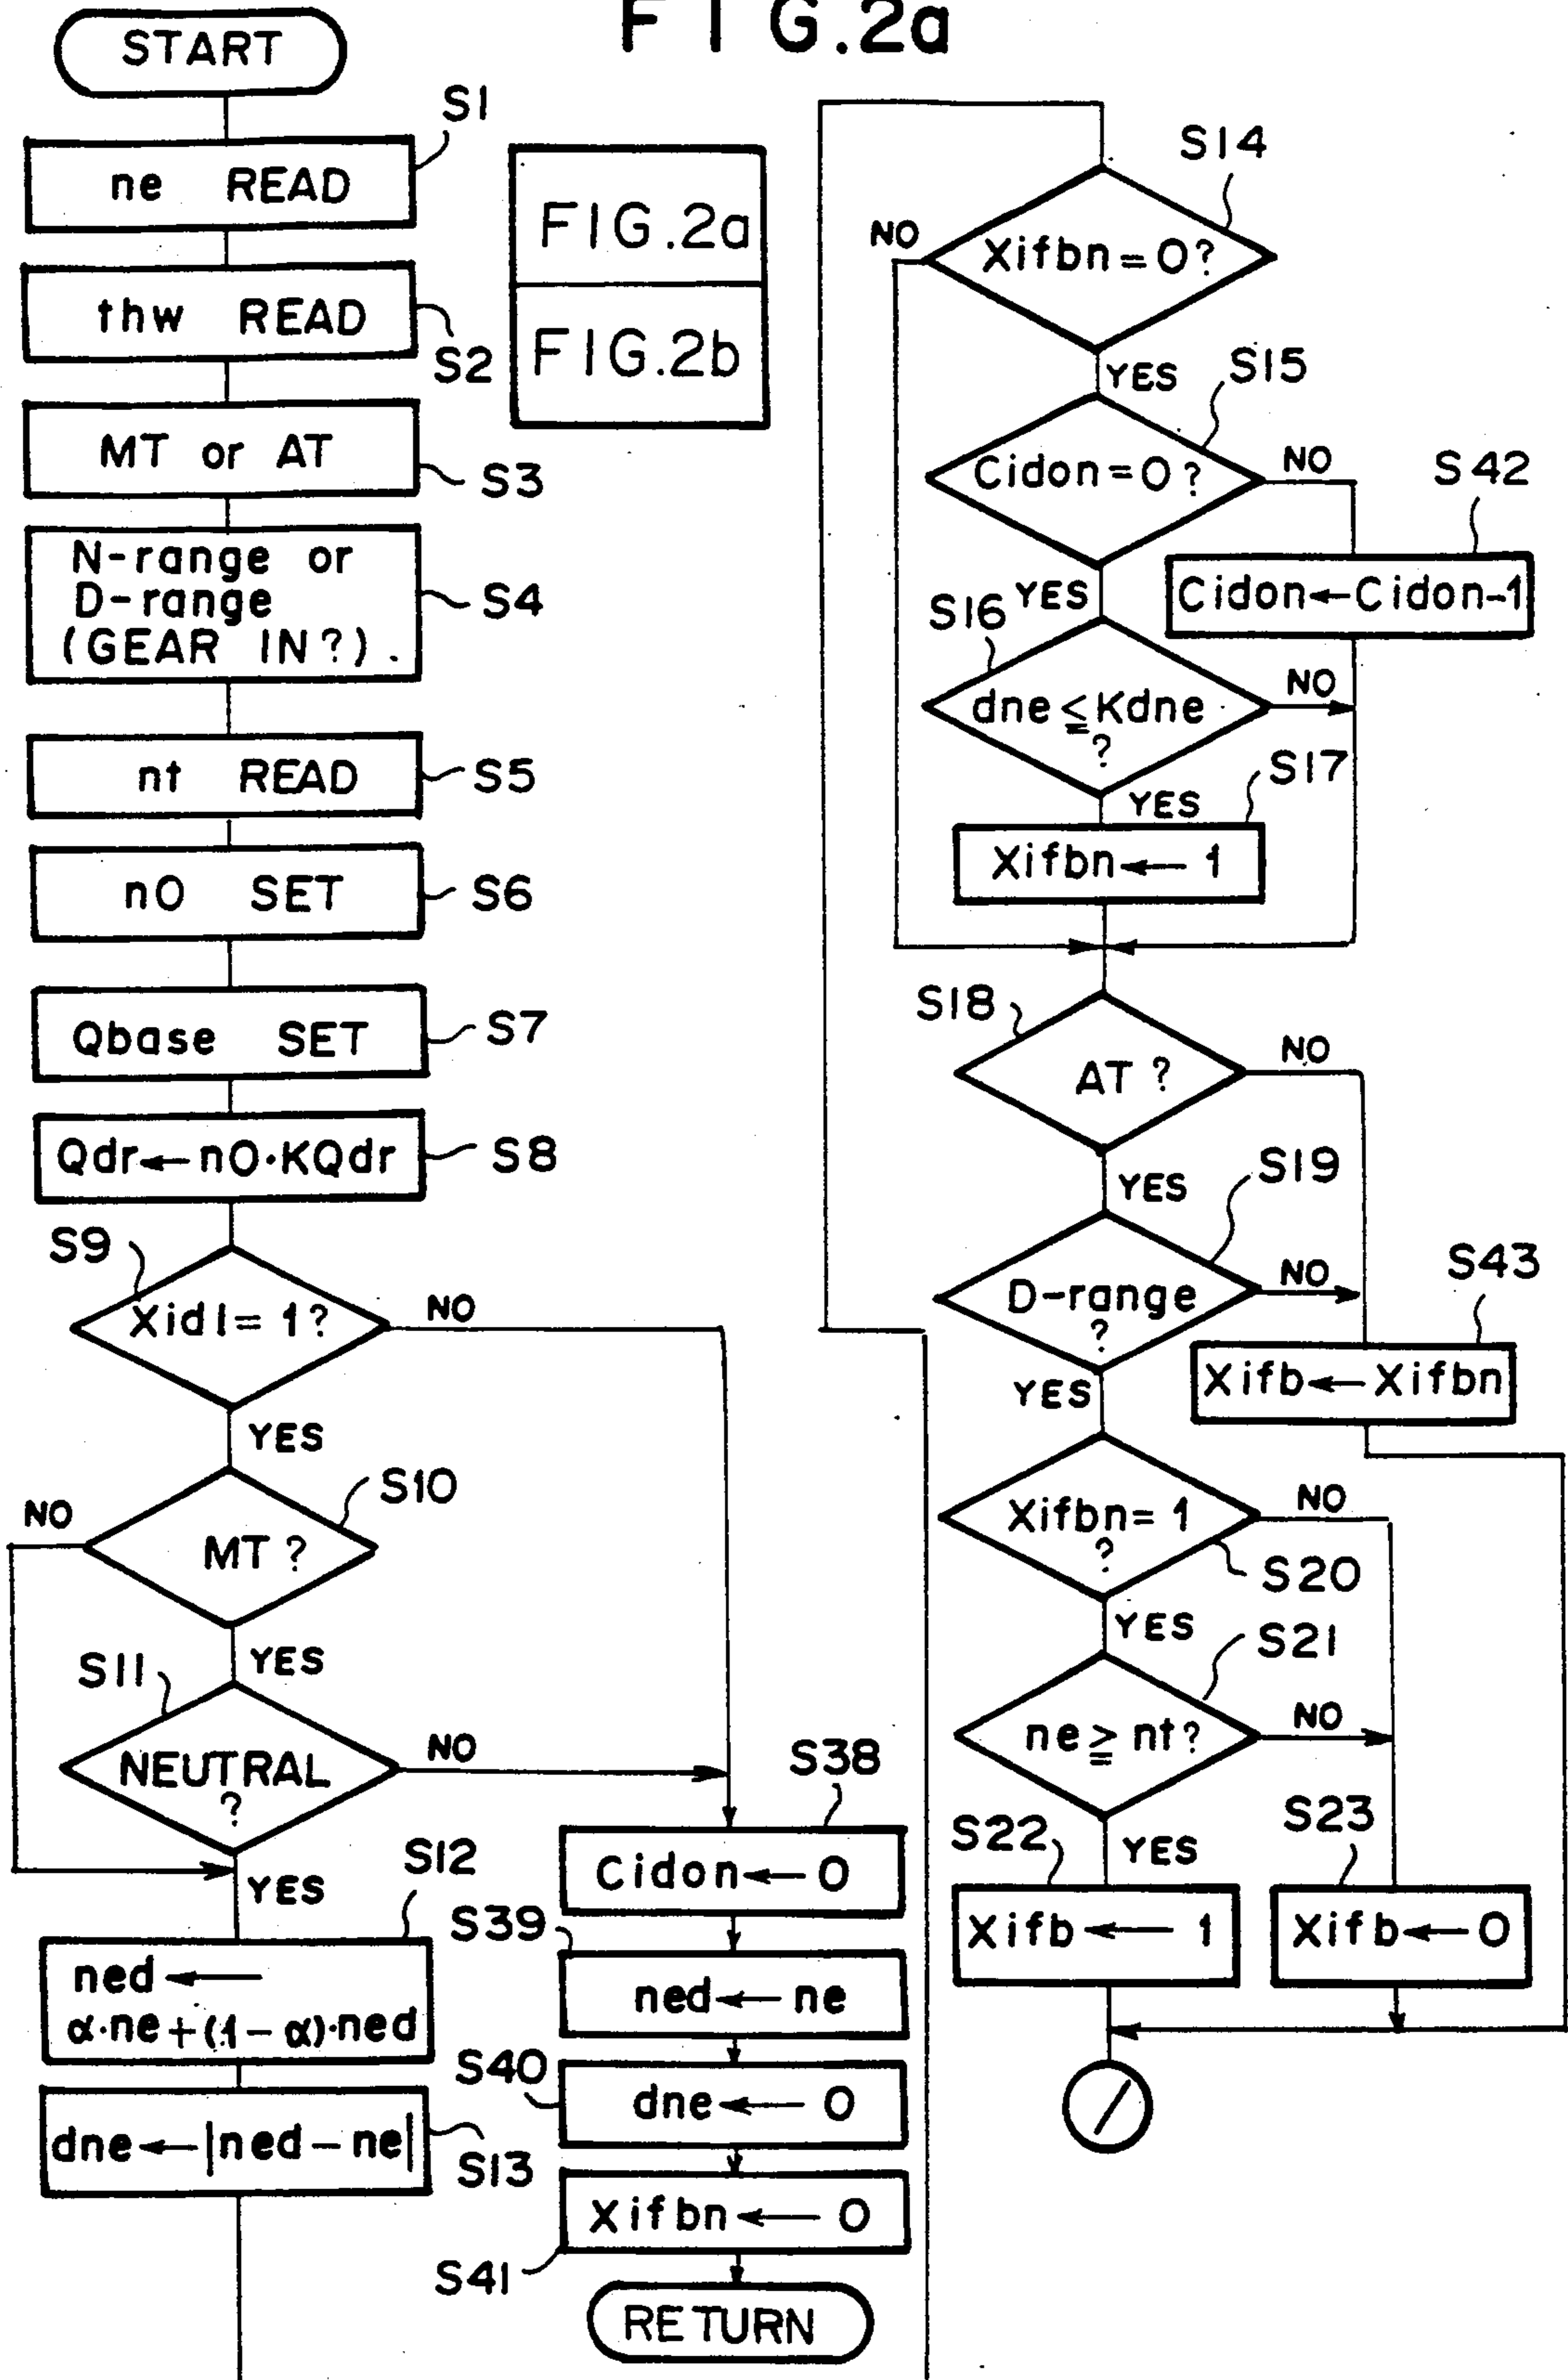 FIG.2a
START
S1
ne READ
thw READ
S2
MT or AT
S3
N-range or
D-range
(GEAR IN?).
S4
nt READ
S5
nO SET
S6
Qbase SET
S7
Qdr←nO·KQdr
S8
S9
Xidl=1?
NO
YES
S10
MT?
NO
YES
S11
NEUTRAL
?
NO
YES
S12
ned←
α·ne+(1-α)·ned
dne←|ned-ne|
S13
S38
Cidon←0
S39
ned←ne
S40
dne←0
Xifbn←0
S41
RETURN
FIG.2a
FIG.2b
S14
Xifbn=0?
NO
YES
S15
Cidon=0?
NO
S42
Cidon←Cidon-1
YES
S16
dne≦Kdne
?
NO
YES
S17
Xifbn←1
S18
AT?
NO
YES
S19
D-range
?
NO
S43
Xifb←Xifbn
YES
Xifbn=1
?
NO
S20
YES
S21
ne≧nt?
NO
YES
S22
Xifb←1
S23
Xifb←0